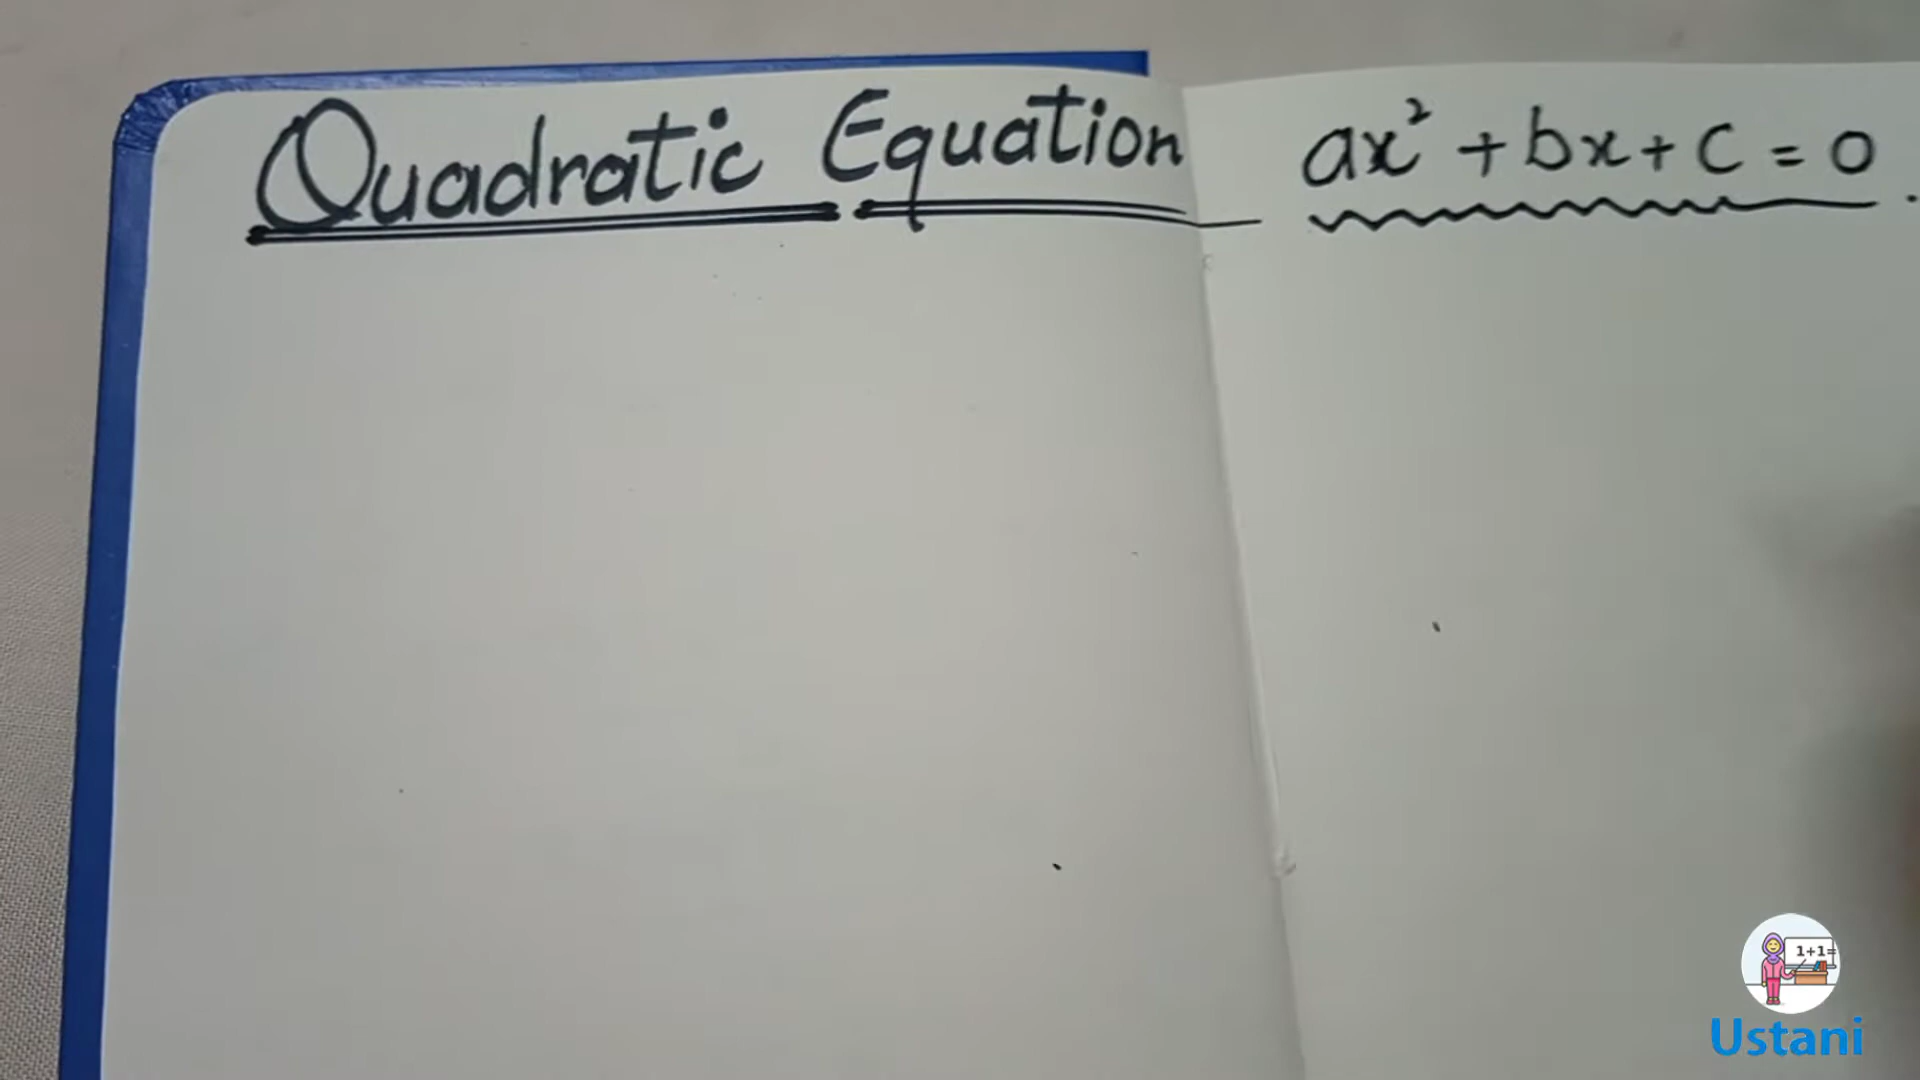 Quadratic Equation ax² + bx + c = 0.
1+1=
Ustani